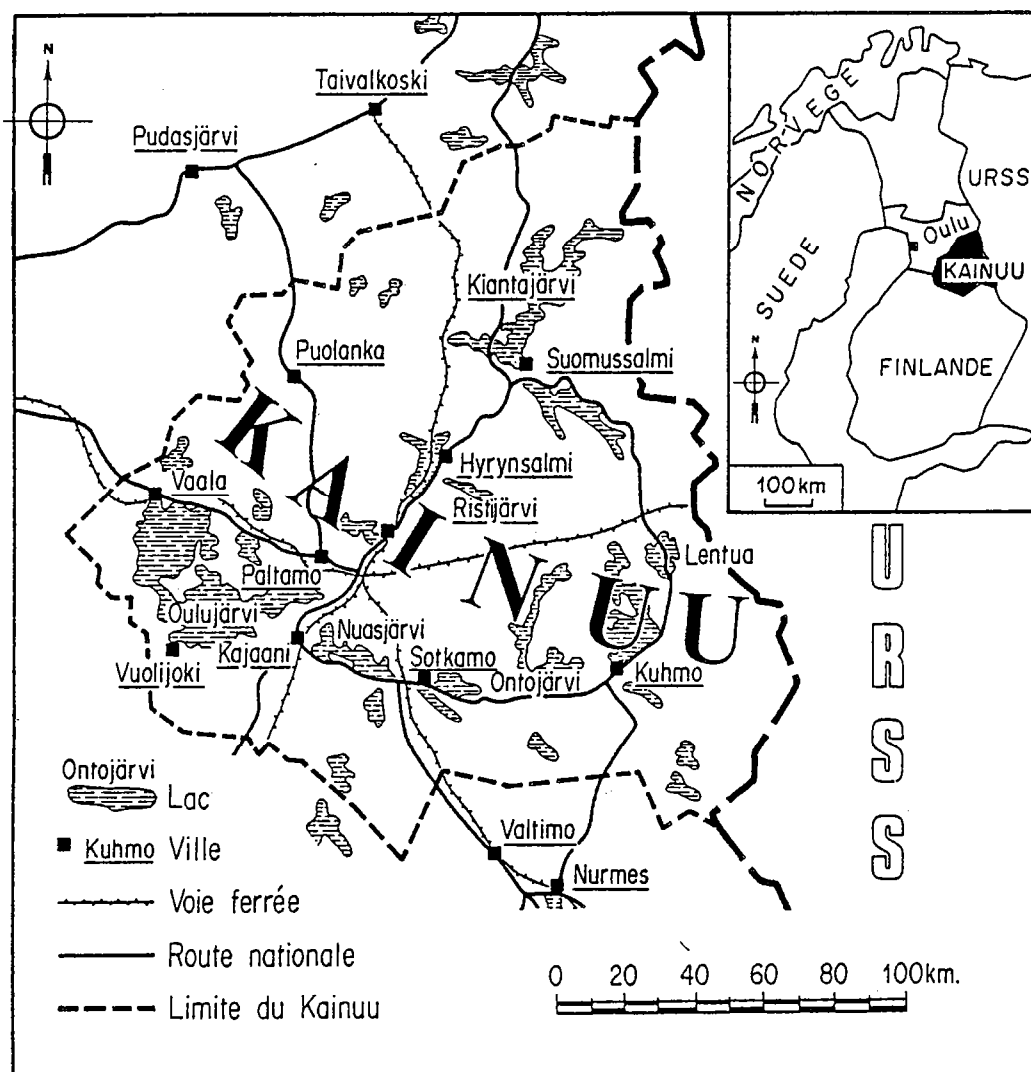 N
Taivalkoski
Pudasjärvi
Kiantajärvi
Puolanka
Suomussalmi
KAINUU
Hyrynsalmi
Vaala
Ristijärvi
Lentua
Paltamo
Oulujärvi
Nuasjärvi
Kajaani
Sotkamo
Vuolijoki
Ontojärvi
Kuhmo
Valtimo
Nurmes
URSS
NORVEGE
URSS
Oulu
KAINUU
SUEDE
N
FINLANDE
100km
Ontojärvi
Lac
Kuhmo Ville
Voie ferrée
Route nationale
Limite du Kainuu
0 20 40 60 80 100km.